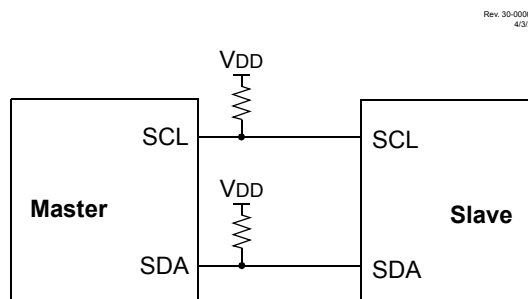 Rev. 30-0000
4/3/
VDD
SCL
SCL
VDD
Master
Slave
SDA
SDA